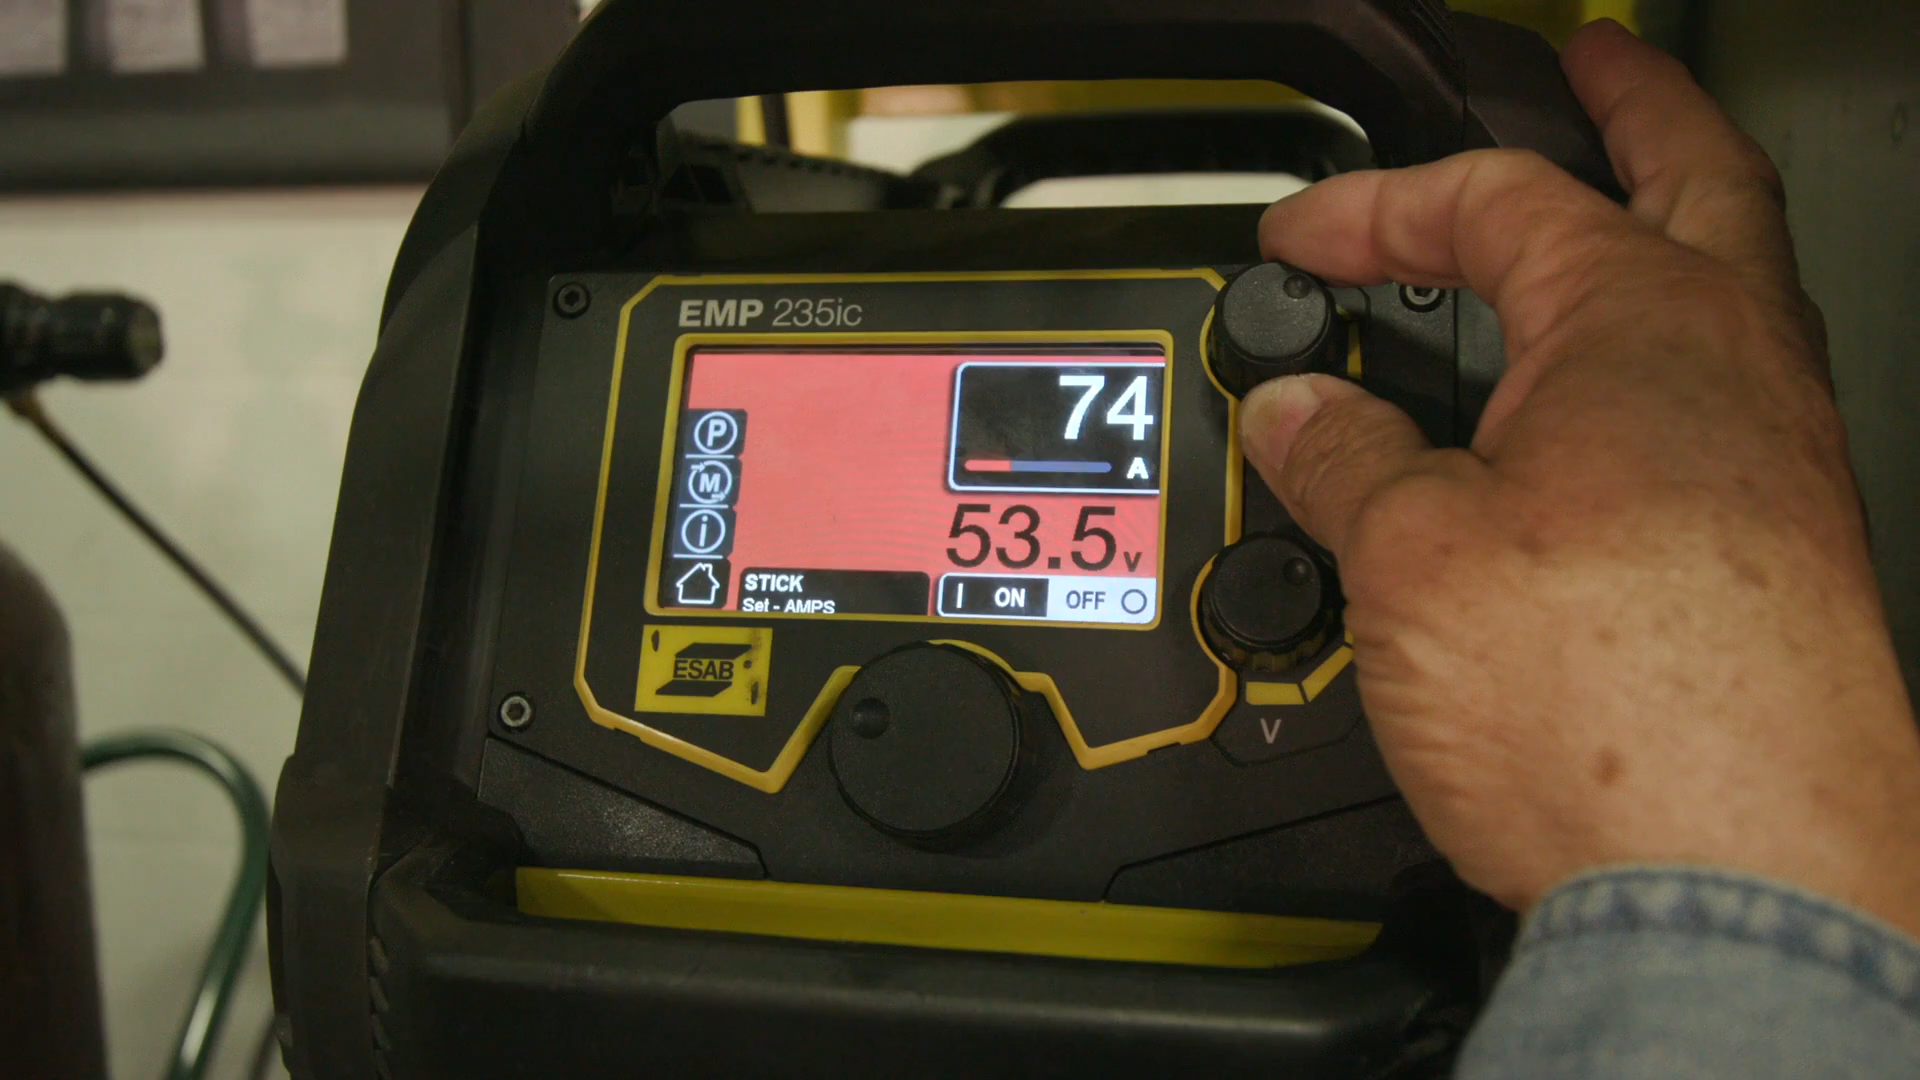 EMP 235ic
74
A
P
M
i
53.5 V
STICK
Set - AMPS
I ON OFF O
ESAB
V